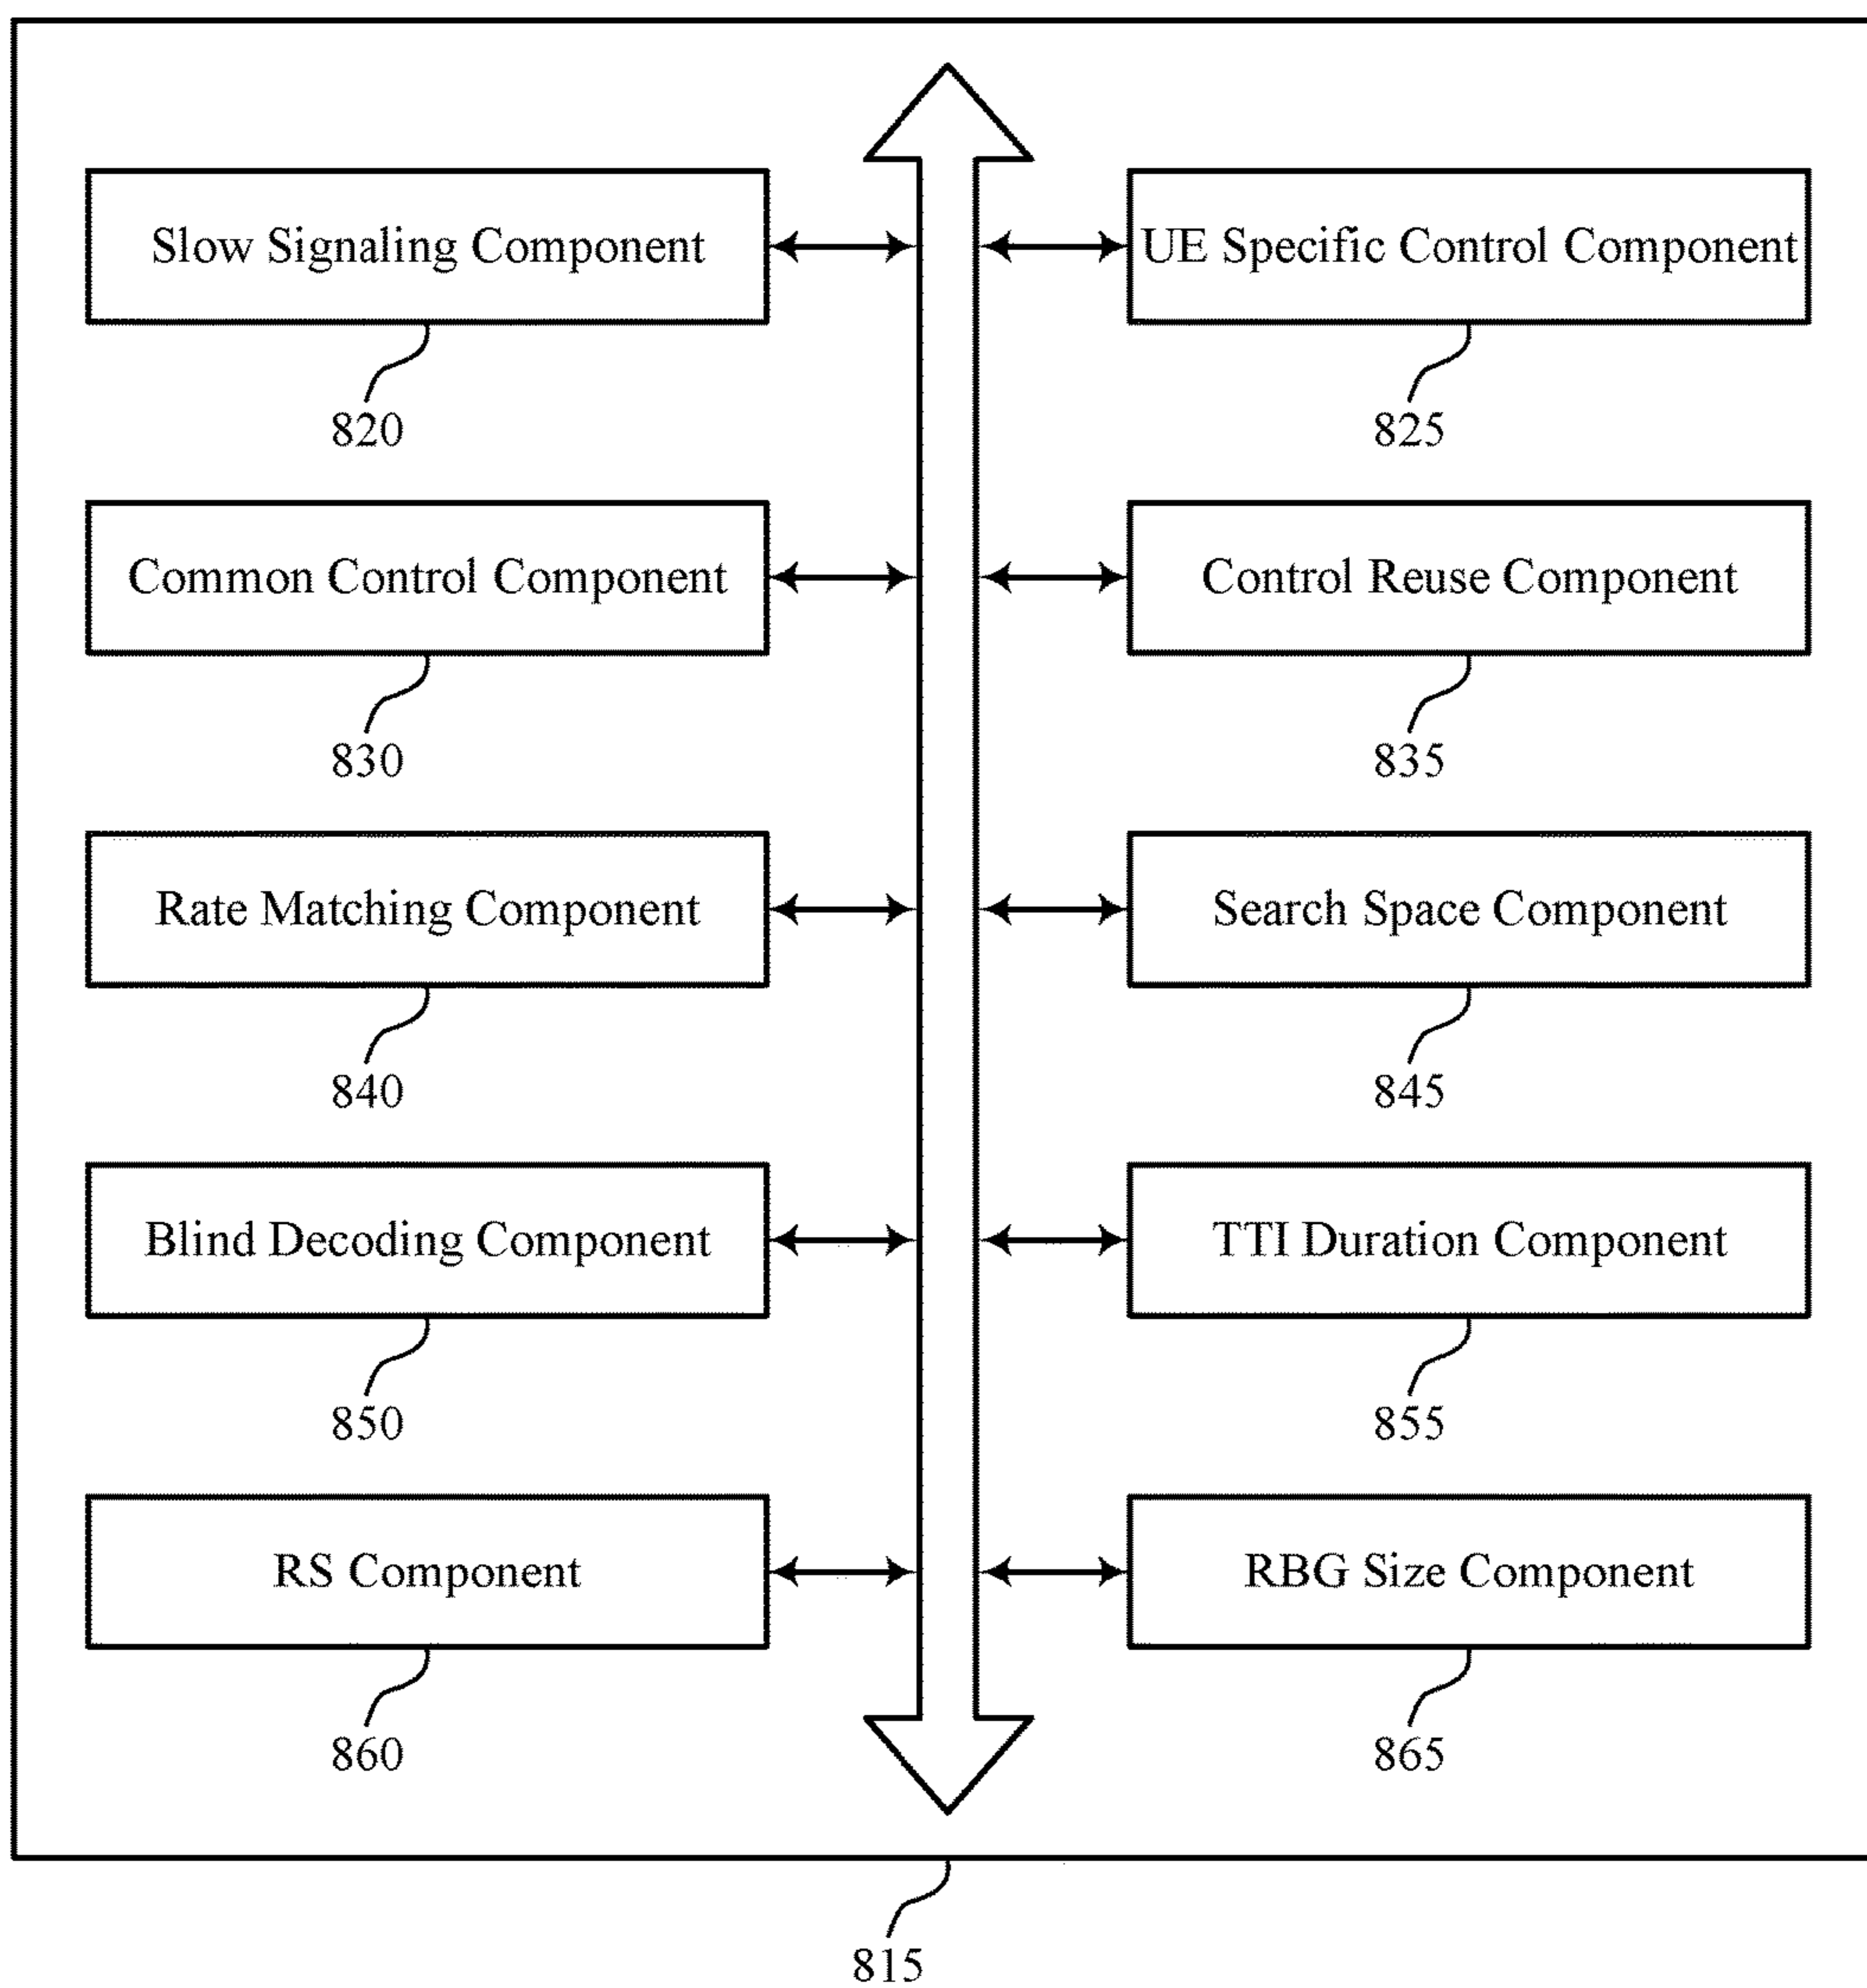 Slow Signaling Component
UE Specific Control Component
820
825
Common Control Component
Control Reuse Component
830
835
Rate Matching Component
Search Space Component
840
845
Blind Decoding Component
TTI Duration Component
850
855
RS Component
RBG Size Component
860
865
815